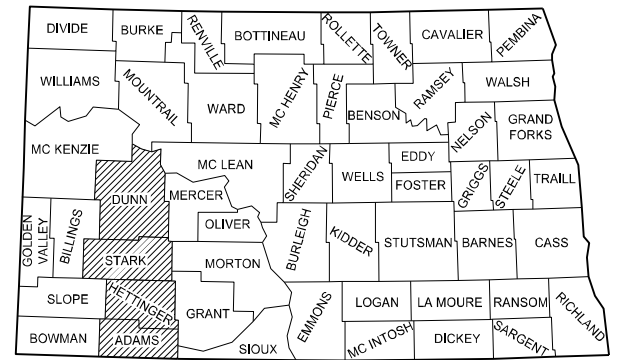 DIVIDE
BURKE
RENVILLE
BOTTINEAU
ROLLETTE
TOWNER
CAVALIER
PEMBINA
WILLIAMS
MOUNTRAIL
WARD
MC HENRY
PIERCE
BENSON
RAMSEY
WALSH
NELSON
GRAND
FORKS
MC KENZIE
DUNN
MC LEAN
MERCER
OLIVER
SHERIDAN
WELLS
EDDY
FOSTER
GRIGGS
STEELE
TRAILL
GOLDEN
VALLEY
BILLINGS
STARK
MORTON
BURLEIGH
KIDDER
STUTSMAN
BARNES
CASS
SLOPE
HETTINGER
GRANT
EMMONS
LOGAN
LA MOURE
RANSOM
RICHLAND
BOWMAN
ADAMS
SIOUX
MC INTOSH
DICKEY
SARGENT